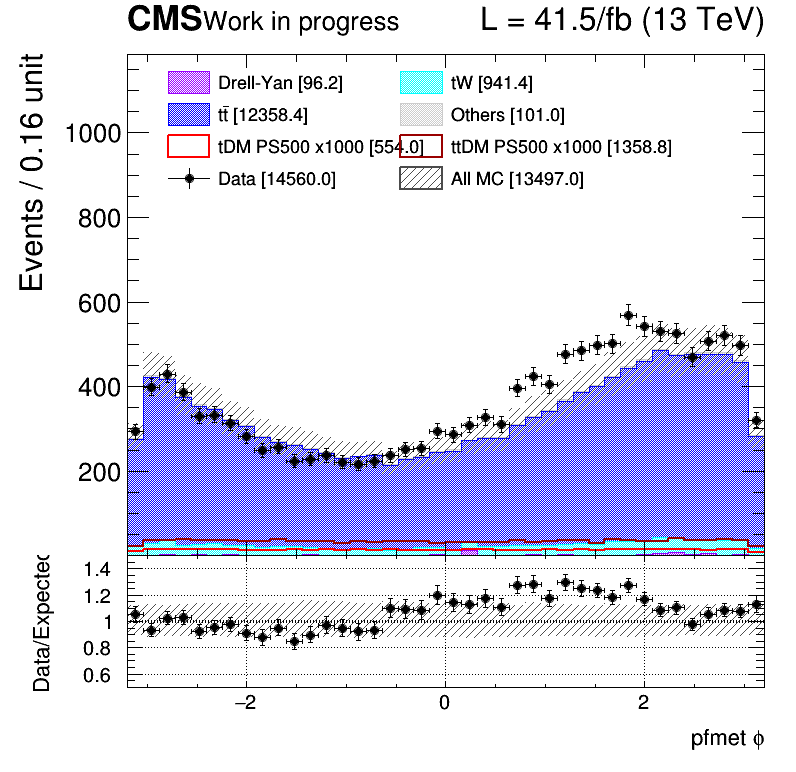 CMS Work in progress L = 41.5/fb (13 TeV)
Events / 0.16 unit
Drell-Yan [96.2] tW [941.4]
tt̄ [12358.4] Others [101.0]
tDM PS500 x1000 [554.0] ttDM PS500 x1000 [1358.8]
Data [14560.0] All MC [13497.0]
1000
800
600
400
200
Data/Expected
1.4
1.2
1
0.8
0.6
−2 0 2
pfmet ϕ